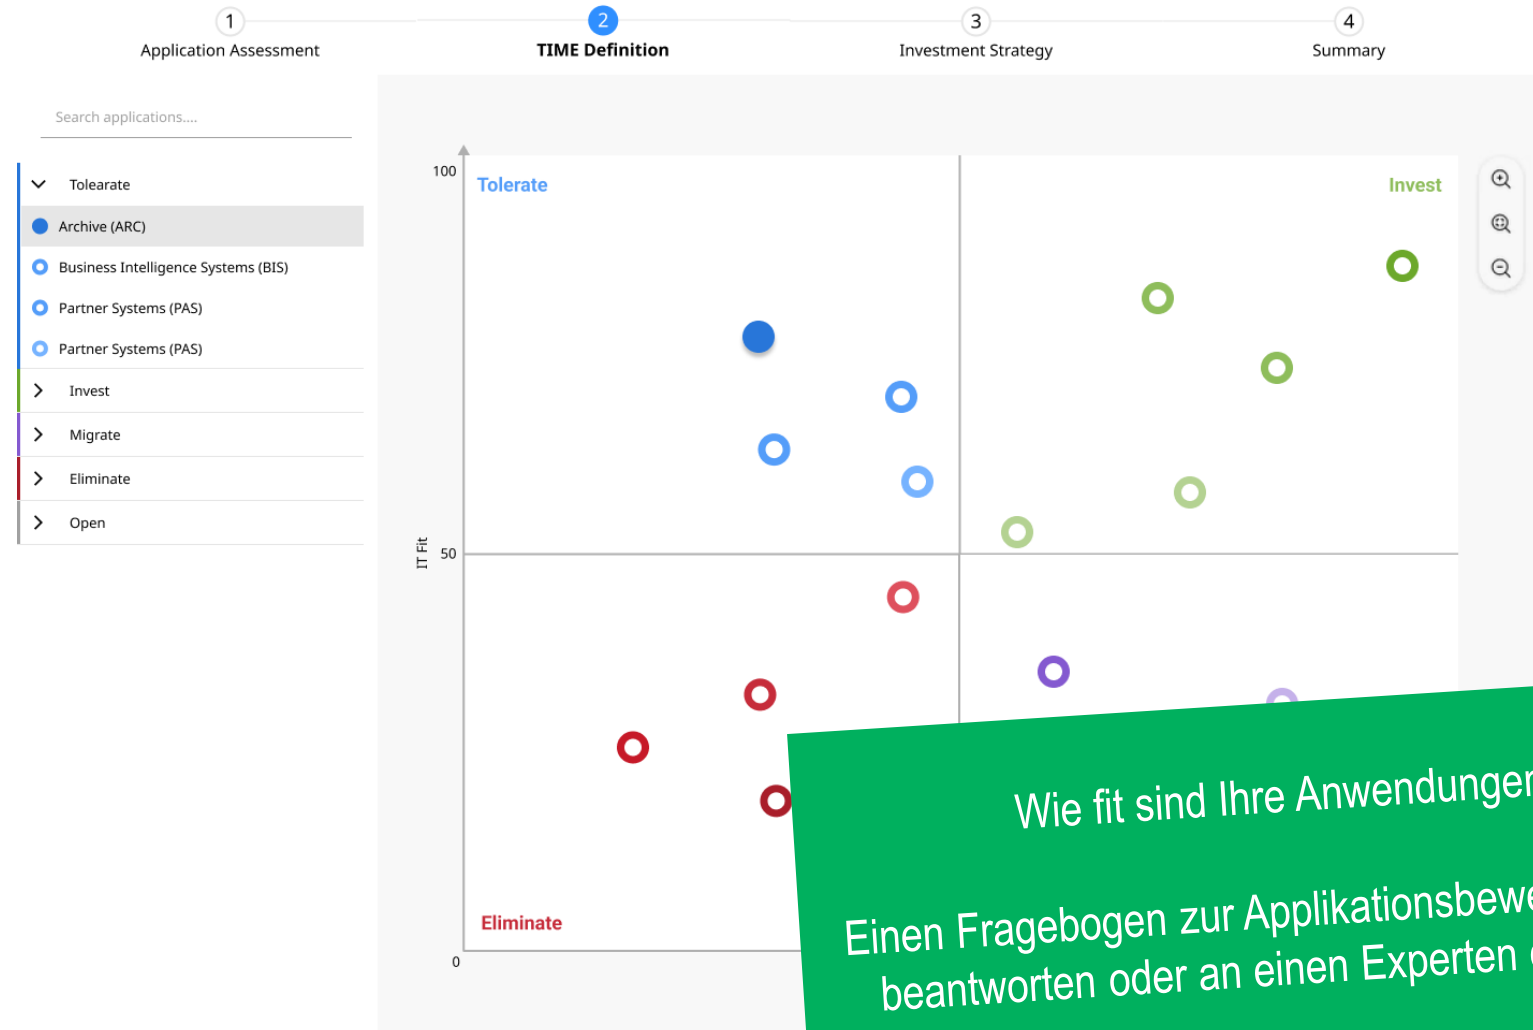 1
2
3
4
Application Assessment
TIME Definition
Investment Strategy
Summary
Search applications....
Tolearate
Archive (ARC)
Business Intelligence Systems (BIS)
Partner Systems (PAS)
Partner Systems (PAS)
Invest
Migrate
Eliminate
Open
100
Tolerate
Invest
IT Fit
50
Eliminate
0
Wie fit sind Ihre
Einen Fragebogen zur
beantworten oder an einen Experten